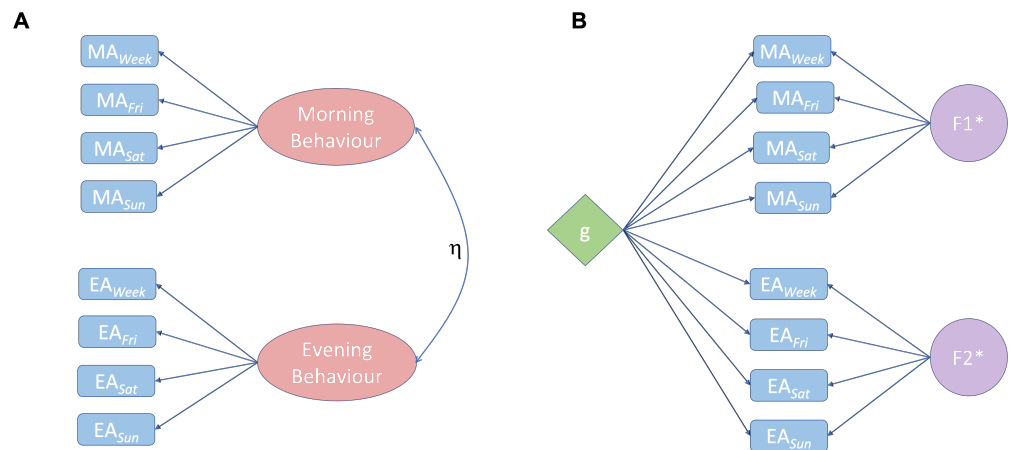 A
MA Week
MA Fri
MA Sat
MA Sun
Morning
Behaviour
η
EA Week
EA Fri
EA Sat
EA Sun
Evening
Behaviour
B
MA Week
MA Fri
MA Sat
MA Sun
F1*
g
EA Week
EA Fri
EA Sat
EA Sun
F2*